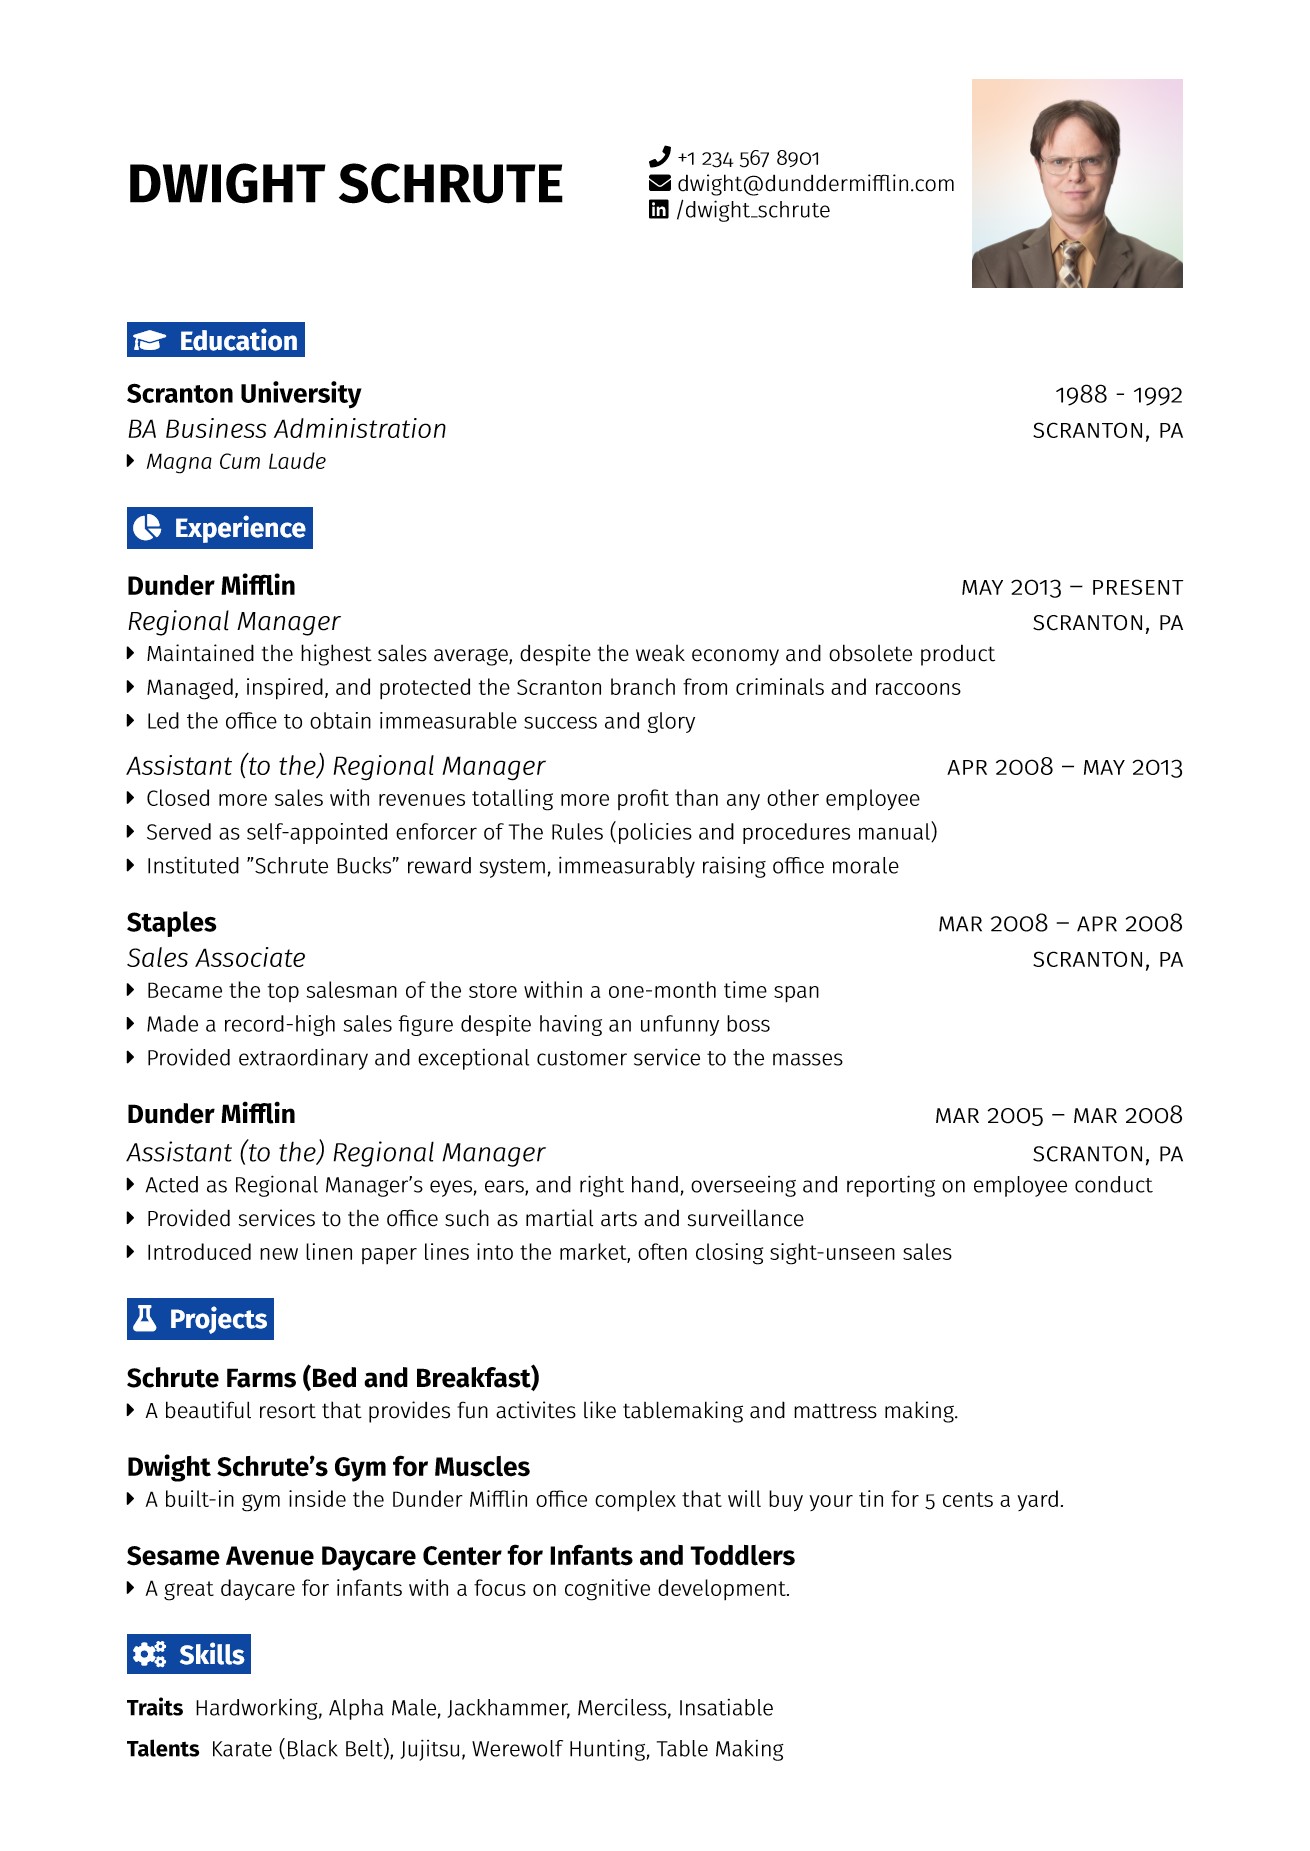 DWIGHT SCHRUTE
+1 234 567 8901
dwight@dunddermifflin.com
/dwight_schrute
Education
Scranton University 1988 - 1992
BA Business Administration SCRANTON, PA
Magna Cum Laude
Experience
Dunder Mifflin MAY 2013 – PRESENT
Regional Manager SCRANTON, PA
Maintained the highest sales average, despite the weak economy and obsolete product
Managed, inspired, and protected the Scranton branch from criminals and raccoons
Led the office to obtain immeasurable success and glory
Assistant (to the) Regional Manager APR 2008 – MAY 2013
Closed more sales with revenues totalling more profit than any other employee
Served as self-appointed enforcer of The Rules (policies and procedures manual)
Instituted ”Schrute Bucks” reward system, immeasurably raising office morale
Staples MAR 2008 – APR 2008
Sales Associate SCRANTON, PA
Became the top salesman of the store within a one-month time span
Made a record-high sales figure despite having an unfunny boss
Provided extraordinary and exceptional customer service to the masses
Dunder Mifflin MAR 2005 – MAR 2008
Assistant (to the) Regional Manager SCRANTON, PA
Acted as Regional Manager’s eyes, ears, and right hand, overseeing and reporting on employee conduct
Provided services to the office such as martial arts and surveillance
Introduced new linen paper lines into the market, often closing sight-unseen sales
Projects
Schrute Farms (Bed and Breakfast)
A beautiful resort that provides fun activites like tablemaking and mattress making.
Dwight Schrute’s Gym for Muscles
A built-in gym inside the Dunder Mifflin office complex that will buy your tin for 5 cents a yard.
Sesame Avenue Daycare Center for Infants and Toddlers
A great daycare for infants with a focus on cognitive development.
Skills
Traits Hardworking, Alpha Male, Jackhammer, Merciless, Insatiable
Talents Karate (Black Belt), Jujitsu, Werewolf Hunting, Table Making